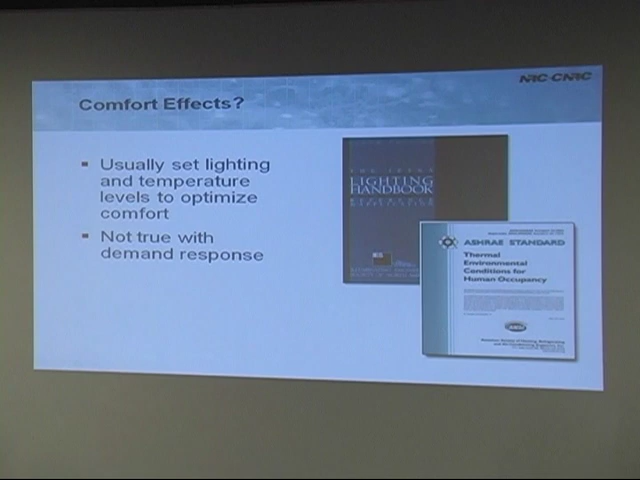 NRC-CNRC
Comfort Effects?
Usually set lighting
and temperature
levels to optimize
comfort
Not true with
demand response
LIGHTING
HANDBOOK
IES
ASHRAE STANDARD
Thermal
Environmental
Conditions for
Human Occupancy